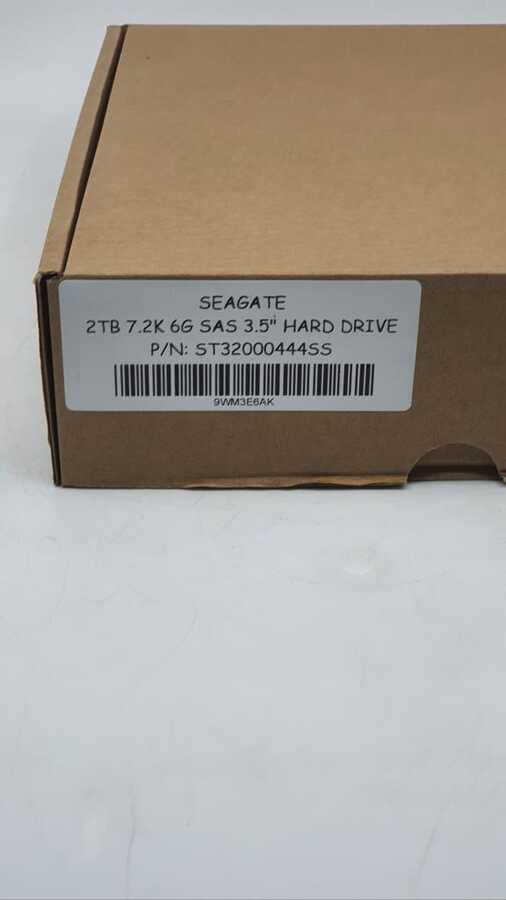 SEAGATE
2TB 7.2K 6G SAS 3.5" HARD DRIVE
P/N: ST32000444SS
9WM3E6AK